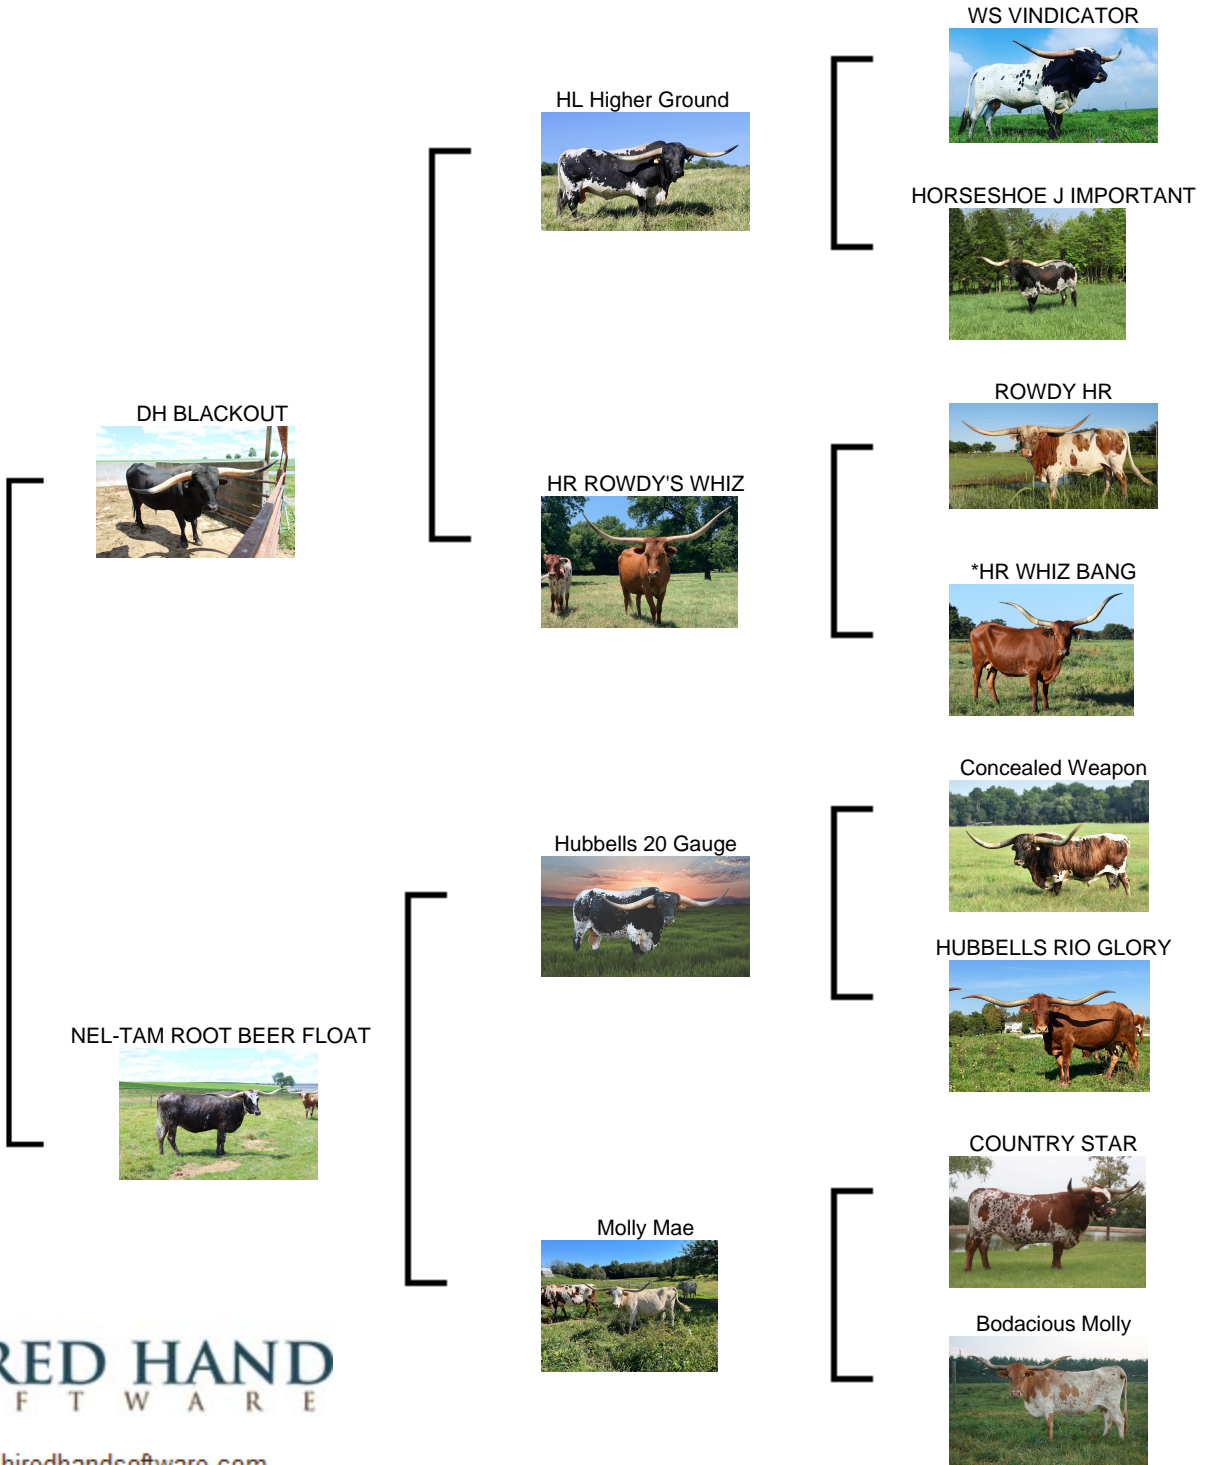 WS VINDICATOR
HL Higher Ground
HORSESHOE J IMPORTANT
ROWDY HR
DH BLACKOUT
HR ROWDY'S WHIZ
*HR WHIZ BANG
Concealed Weapon
Hubbells 20 Gauge
HUBBELLS RIO GLORY
NEL-TAM ROOT BEER FLOAT
COUNTRY STAR
Molly Mae
Bodacious Molly
RED HAND
F T W A R E
hiredhandsoftware.com